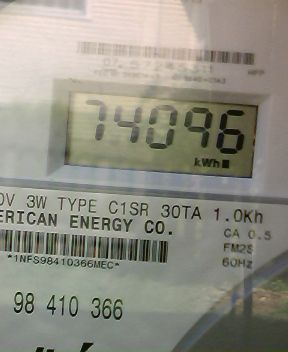 74096
kWh
0V 3W TYPE C1SR 30TA 1.0Kh
ERICAN ENERGY CO.
CA 0.5
FM2S
60Hz
*1NFS98410366MEC*
98 410 366